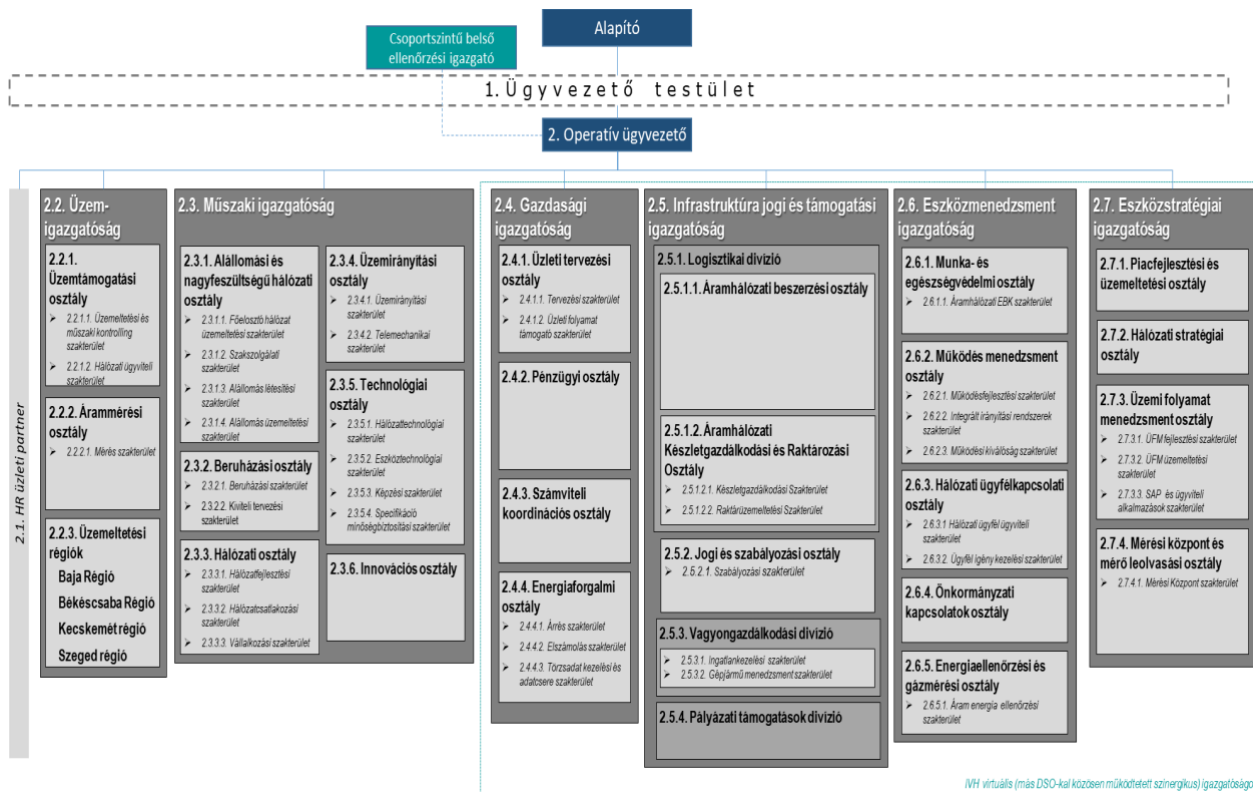 Csoportszintű belső
ellenőrzési igazgató
Alapító
1. Ügyvezető testület
2. Operatív ügyvezető
2.1. HR üzleti partner
2.2. Üzem-
igazgatóság
2.2.1.
Üzemtámogatási
osztály
2.2.1.1. Üzemeltetési és
műszaki kontrolling
szakterület
2.2.1.2. Hálózati ügyviteli
szakterület
2.2.2. Árammérési
osztály
2.2.2.1. Mérés szakterület
2.2.3. Üzemeltetési
régiók
Baja Régió
Békéscsaba Régió
Kecskemét régió
Szeged régió
2.3. Műszaki igazgatóság
2.3.1. Alállomási és
nagyfeszültségű hálózati
osztály
2.3.1.1. Főelosztó hálózat
üzemeltetési szakterület
2.3.1.2. Szakszolgálati
szakterület
2.3.1.3. Alállomás létesítési
szakterület
2.3.1.4. Alállomás üzemeltetési
szakterület
2.3.2. Beruházási osztály
2.3.2.1. Beruházási szakterület
2.3.2.2. Kiviteli tervezési
szakterület
2.3.3. Hálózati osztály
2.3.3.1. Hálózatfejlesztési
szakterület
2.3.3.2. Hálózatcsatlakozási
szakterület
2.3.3.3. Vállalkozási szakterület
2.3.4. Üzemirányítási
osztály
2.3.4.1. Üzemirányítási
szakterület
2.3.4.2. Telemechanikai
szakterület
2.3.5. Technológiai
osztály
2.3.5.1. Hálózattechnológiai
szakterület
2.3.5.2. Eszköztechnológiai
szakterület
2.3.5.3. Képzési szakterület
2.3.5.4. Specifikáció
minőségbiztosítási szakterület
2.3.6. Innovációs osztály
2.4. Gazdasági
igazgatóság
2.4.1. Üzleti tervezési
osztály
2.4.1.1. Tervezési szakterület
2.4.1.2. Üzleti folyamat
támogató szakterület
2.4.2. Pénzügyi osztály
2.4.3. Számviteli
koordinációs osztály
2.4.4. Energiaforgalmi
osztály
2.4.4.1. Árrés szakterület
2.4.4.2. Elszámolás szakterület
2.4.4.3. Törzsadat kezelési és
adatcsere szakterület
2.5. Infrastruktúra jogi és támogatási
igazgatóság
2.5.1. Logisztikai divízió
2.5.1.1.Áramhálózati beszerzési osztály
2.5.1.2. Áramhálózati
Készletgazdálkodási és Raktározási
Osztály
2.5.1.2.1. Készletgazdálkodási Szakterület
2.5.1.2.2. Raktárüzemeltetési Szakterület
2.5.2. Jogi és szabályozási osztály
2.5.2.1. Szabályozási szakterület
2.5.3. Vagyongazdálkodási divízió
2.5.3.1. Ingatlankezelési szakterület
2.5.3.2. Gépjármű menedzsment szakterület
2.5.4. Pályázati támogatások divízió
2.6. Eszközmenedzsment
igazgatóság
2.6.1. Munka- és
egészségvédelmi osztály
2.6.1.1. Áramhálózati EBK szakterület
2.6.2. Működés menedzsment
osztály
2.6.2.1. Működésfejlesztési szakterület
2.6.2.2. Integrált irányítási rendszerek
szakterület
2.6.2.3. Működési kiválóság szakterület
2.6.3. Hálózati ügyfélkapcsolati
osztály
2.6.3.1 Hálózati ügyfél ügyviteli
szakterület
2.6.3.2. Ügyfél igény kezelési szakterület
2.6.4. Önkormányzati
kapcsolatok osztály
2.6.5. Energiaellenőrzési és
gázmérési osztály
2.6.5.1. Áram energia ellenőrzési
szakterület
2.7. Eszközstratégiai
igazgatóság
2.7.1. Piacfejlesztési és
üzemeltetési osztály
2.7.2. Hálózati stratégiai
osztály
2.7.3. Üzemi folyamat
menedzsment osztály
2.7.3.1. ÜFM fejlesztési szakterület
2.7.3.2. ÜFM üzemeltetési
szakterület
2.7.3.3. SAP és ügyviteli
alkalmazások szakterület
2.7.4. Mérési központ és
mérő leolvasási osztály
2.7.4.1. Mérési Központ szakterület
IVH virtuális (más DSO-kal közösen működtetett szinergikus) igazgatóságo